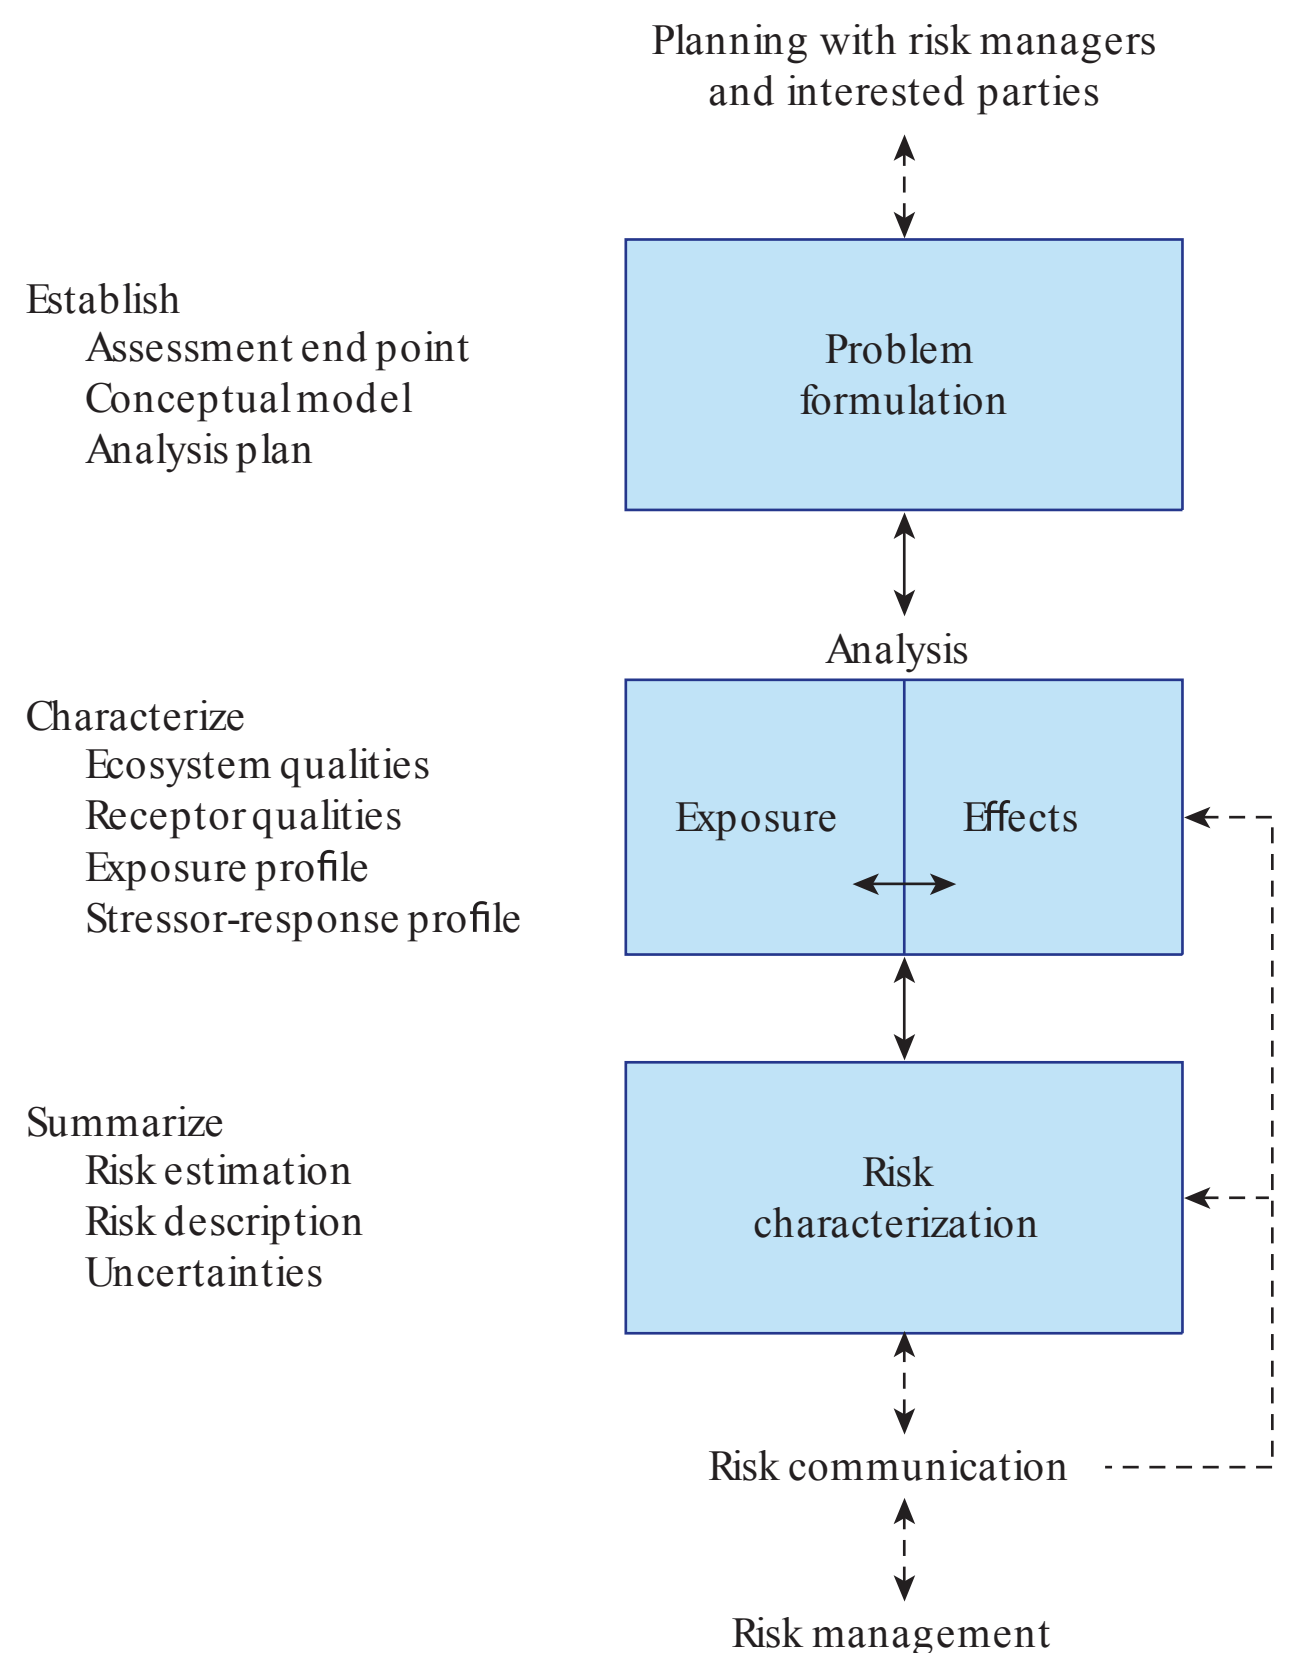 Planning with risk managers
and interested parties
Establish
Assessment end point
Conceptual model
Analysis plan
Problem
formulation
Analysis
Characterize
Ecosystem qualities
Receptor qualities
Exposure profile
Stressor-response profile
Exposure
Effects
Summarize
Risk estimation
Risk description
Uncertainties
Risk
characterization
Risk communication
Risk management